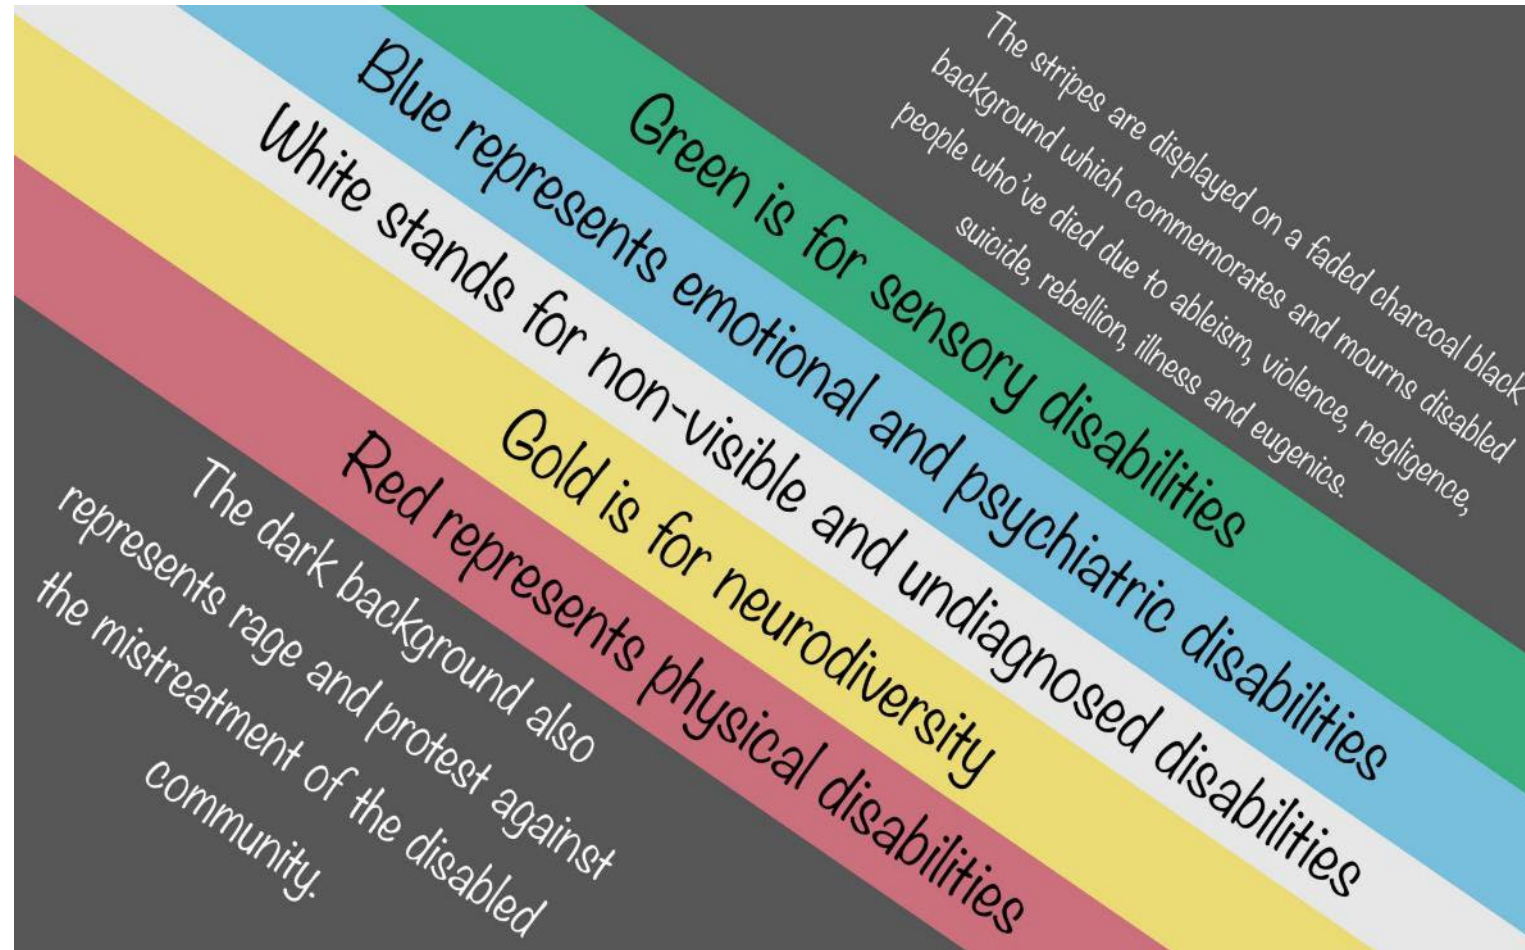 The stripes are displayed on a faded charcoal black
background which commemorates and mourns disabled
people who've died due to ableism, violence, negligence,
suicide, rebellion, illness and eugenics.
Green is for sensory disabilities
Blue represents emotional and psychiatric disabilities
White stands for non-visible and undiagnosed disabilities
Gold is for neurodiversity
Red represents physical disabilities
The dark background also
represents rage and protest against
the mistreatment of the disabled
community.